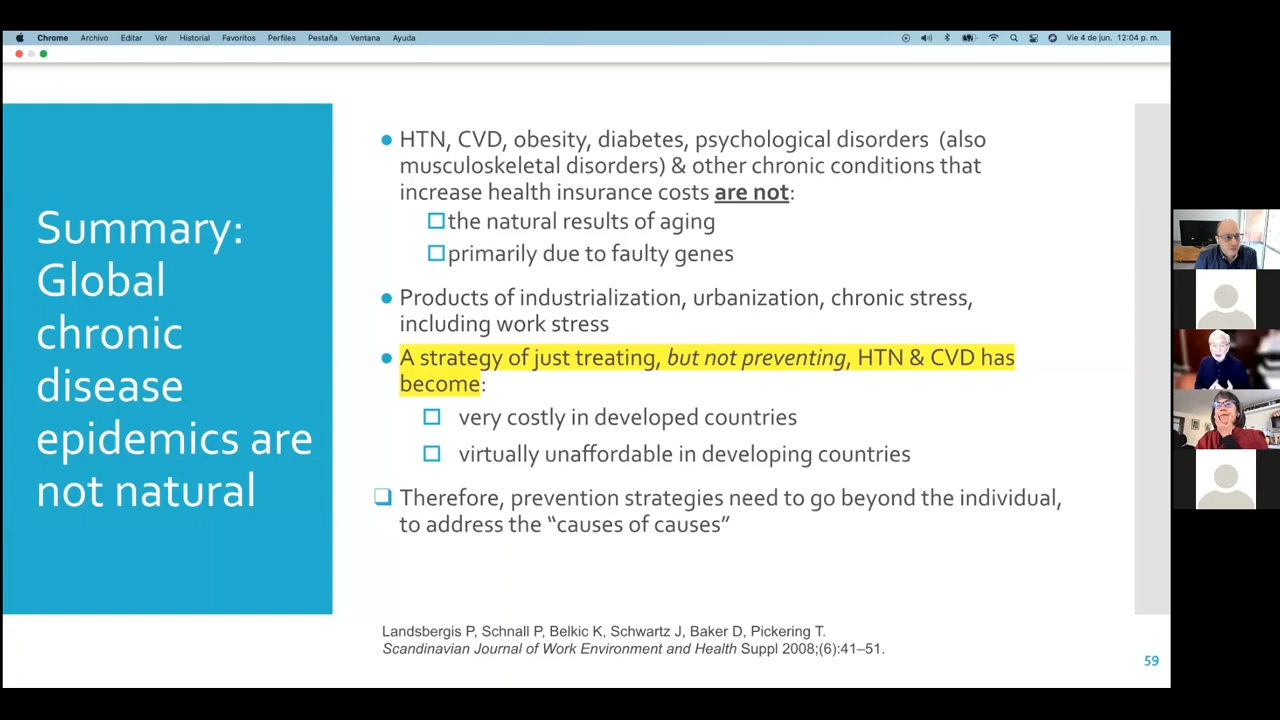 Chrome Archivo Editar Ver Historial Favoritos Perfiles Pestaña Ventana Ayuda Vie 4 de jun. 12:04 p. m.
Summary:
Global
chronic
disease
epidemics are
not natural
HTN, CVD, obesity, diabetes, psychological disorders (also
musculoskeletal disorders) & other chronic conditions that
increase health insurance costs are not:
the natural results of aging
primarily due to faulty genes
Products of industrialization, urbanization, chronic stress,
including work stress
A strategy of just treating, but not preventing, HTN & CVD has
become:
very costly in developed countries
virtually unaffordable in developing countries
Therefore, prevention strategies need to go beyond the individual,
to address the “causes of causes”
Landsbergis P, Schnall P, Belkic K, Schwartz J, Baker D, Pickering T.
Scandinavian Journal of Work Environment and Health Suppl 2008;(6):41–51.
59